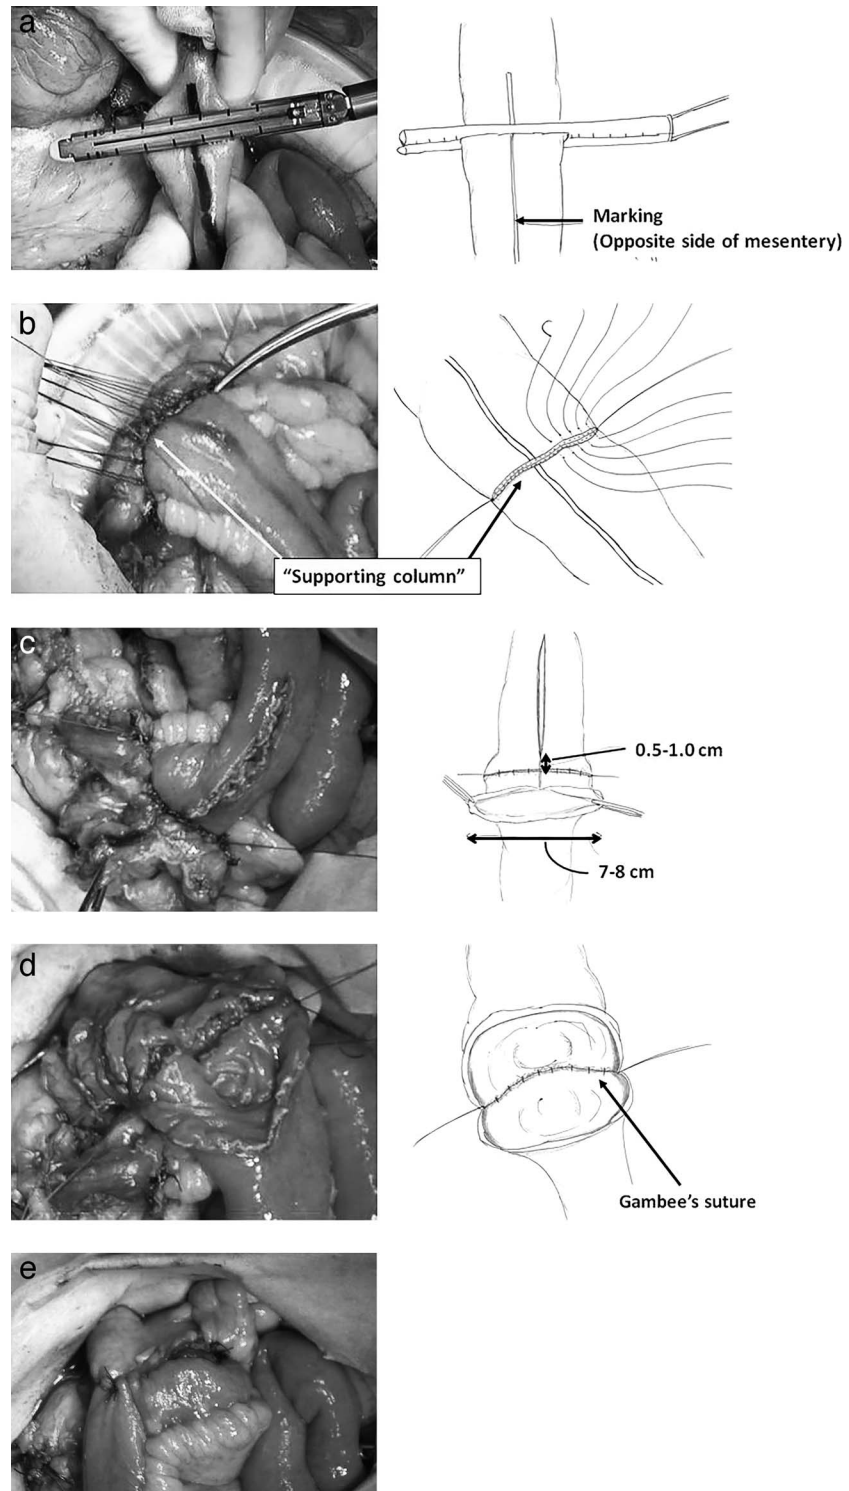 a
Marking
(Opposite side of mesentery)
b
“Supporting column”
c
0.5-1.0 cm
7-8 cm
d
Gambee’s suture
e